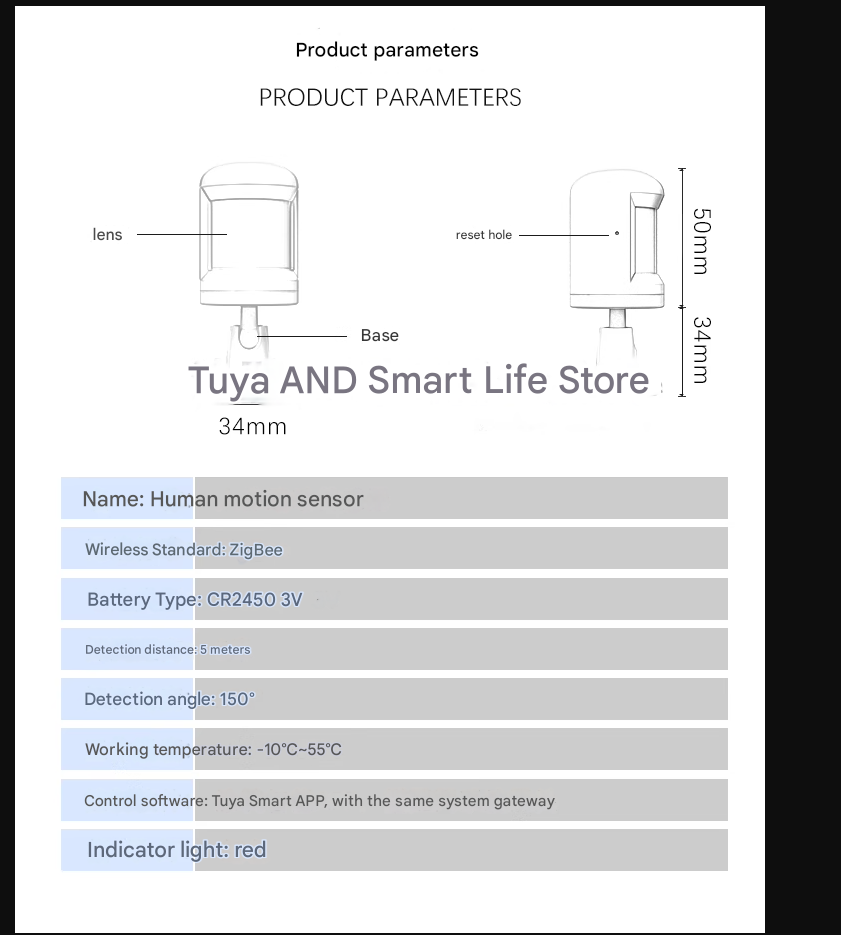 Product parameters
PRODUCT PARAMETERS
lens
reset hole
50mm
Base
34mm
Tuya AND Smart Life Store
34mm
Name: Human motion sensor
Wireless Standard: ZigBee
Battery Type: CR2450 3V
Detection distance: 5 meters
Detection angle: 150°
Working temperature: -10℃~55℃
Control software: Tuya Smart APP, with the same system gateway
Indicator light: red